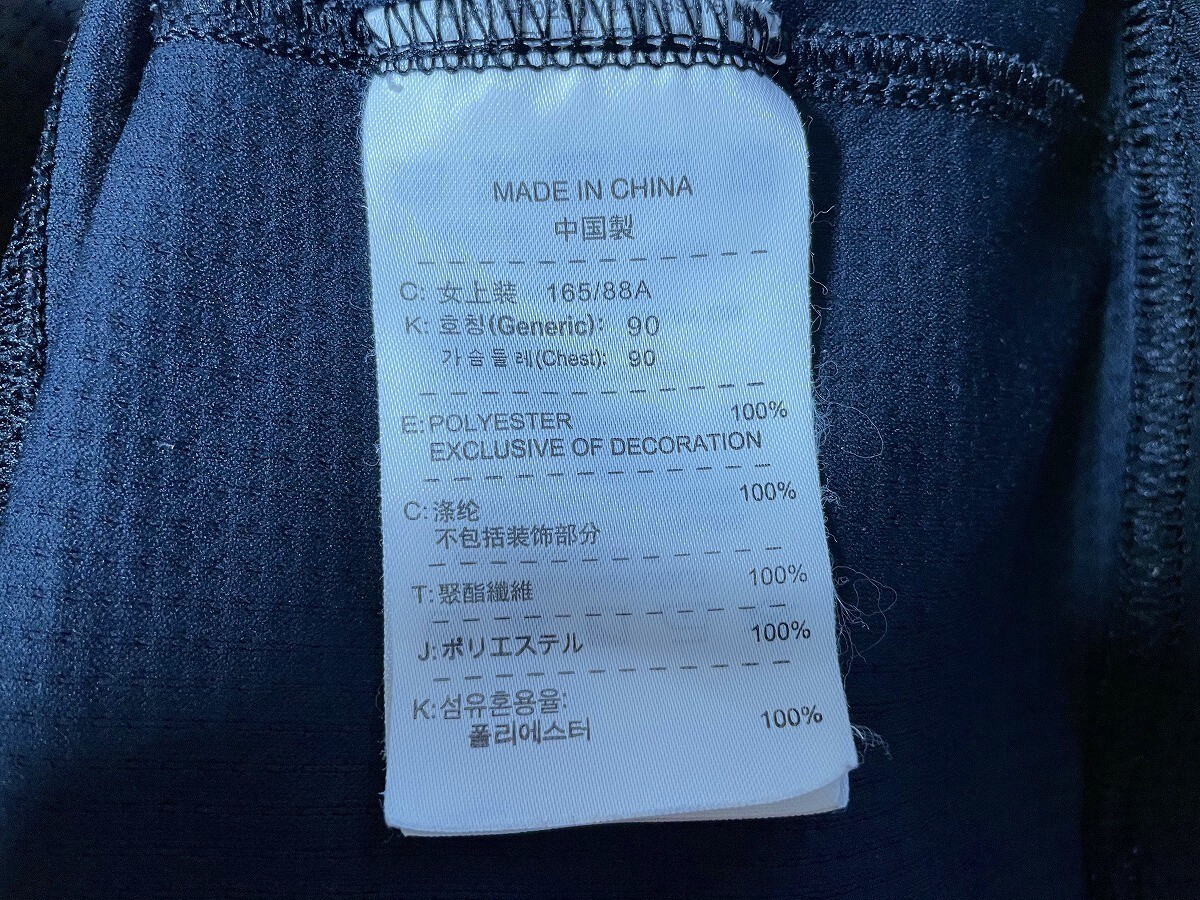 MADE IN CHINA
中国製
C: 女上装 165/88A
K: 호칭(Generic): 90
가슴둘레(Chest): 90
E: POLYESTER 100%
EXCLUSIVE OF DECORATION
C: 涤纶 100%
不包括装饰部分
T: 聚酯纖維 100%
J: ポリエステル 100%
K: 섬유혼용율:
폴리에스터 100%